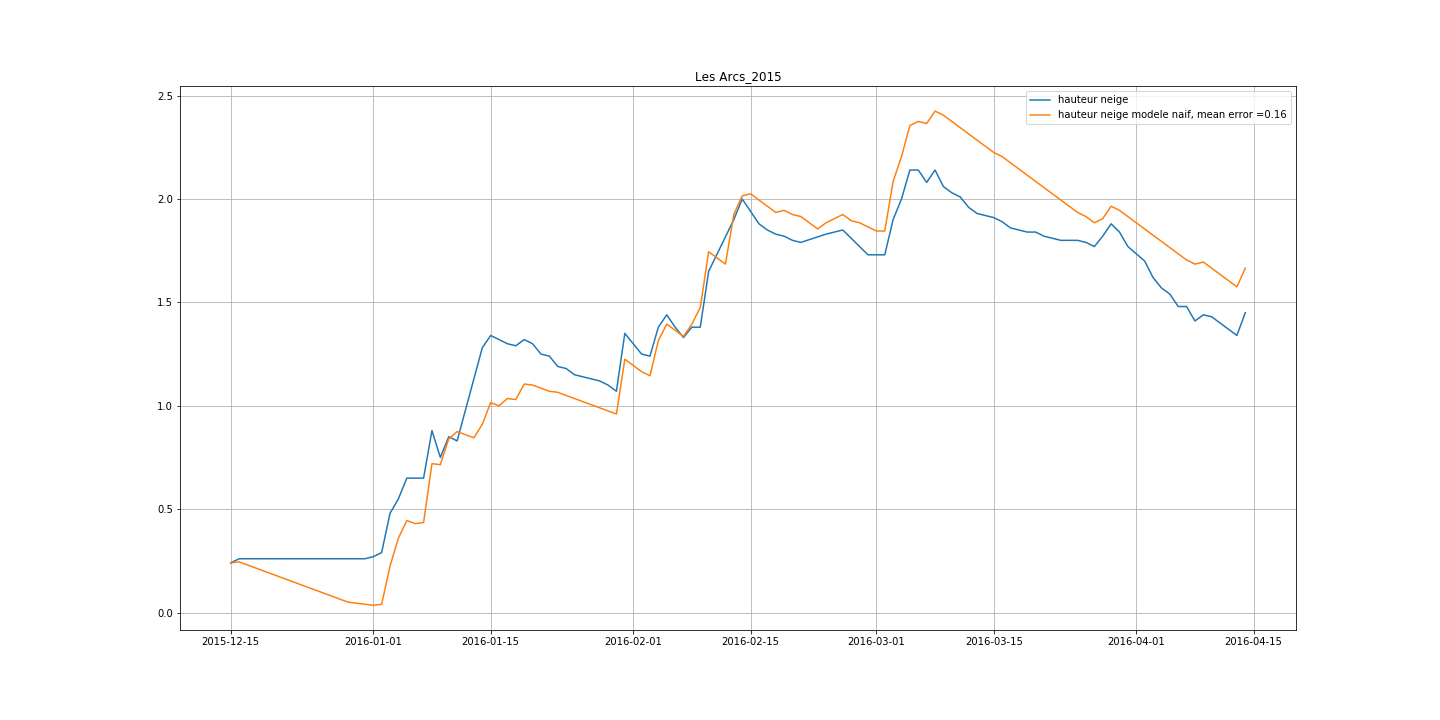 Les Arcs_2015
hauteur neige
hauteur neige modele naif, mean error =0.16
2.5
2.0
1.5
1.0
0.5
0.0
2015-12-15 2016-01-01 2016-01-15 2016-02-01 2016-02-15 2016-03-01 2016-03-15 2016-04-01 2016-04-15